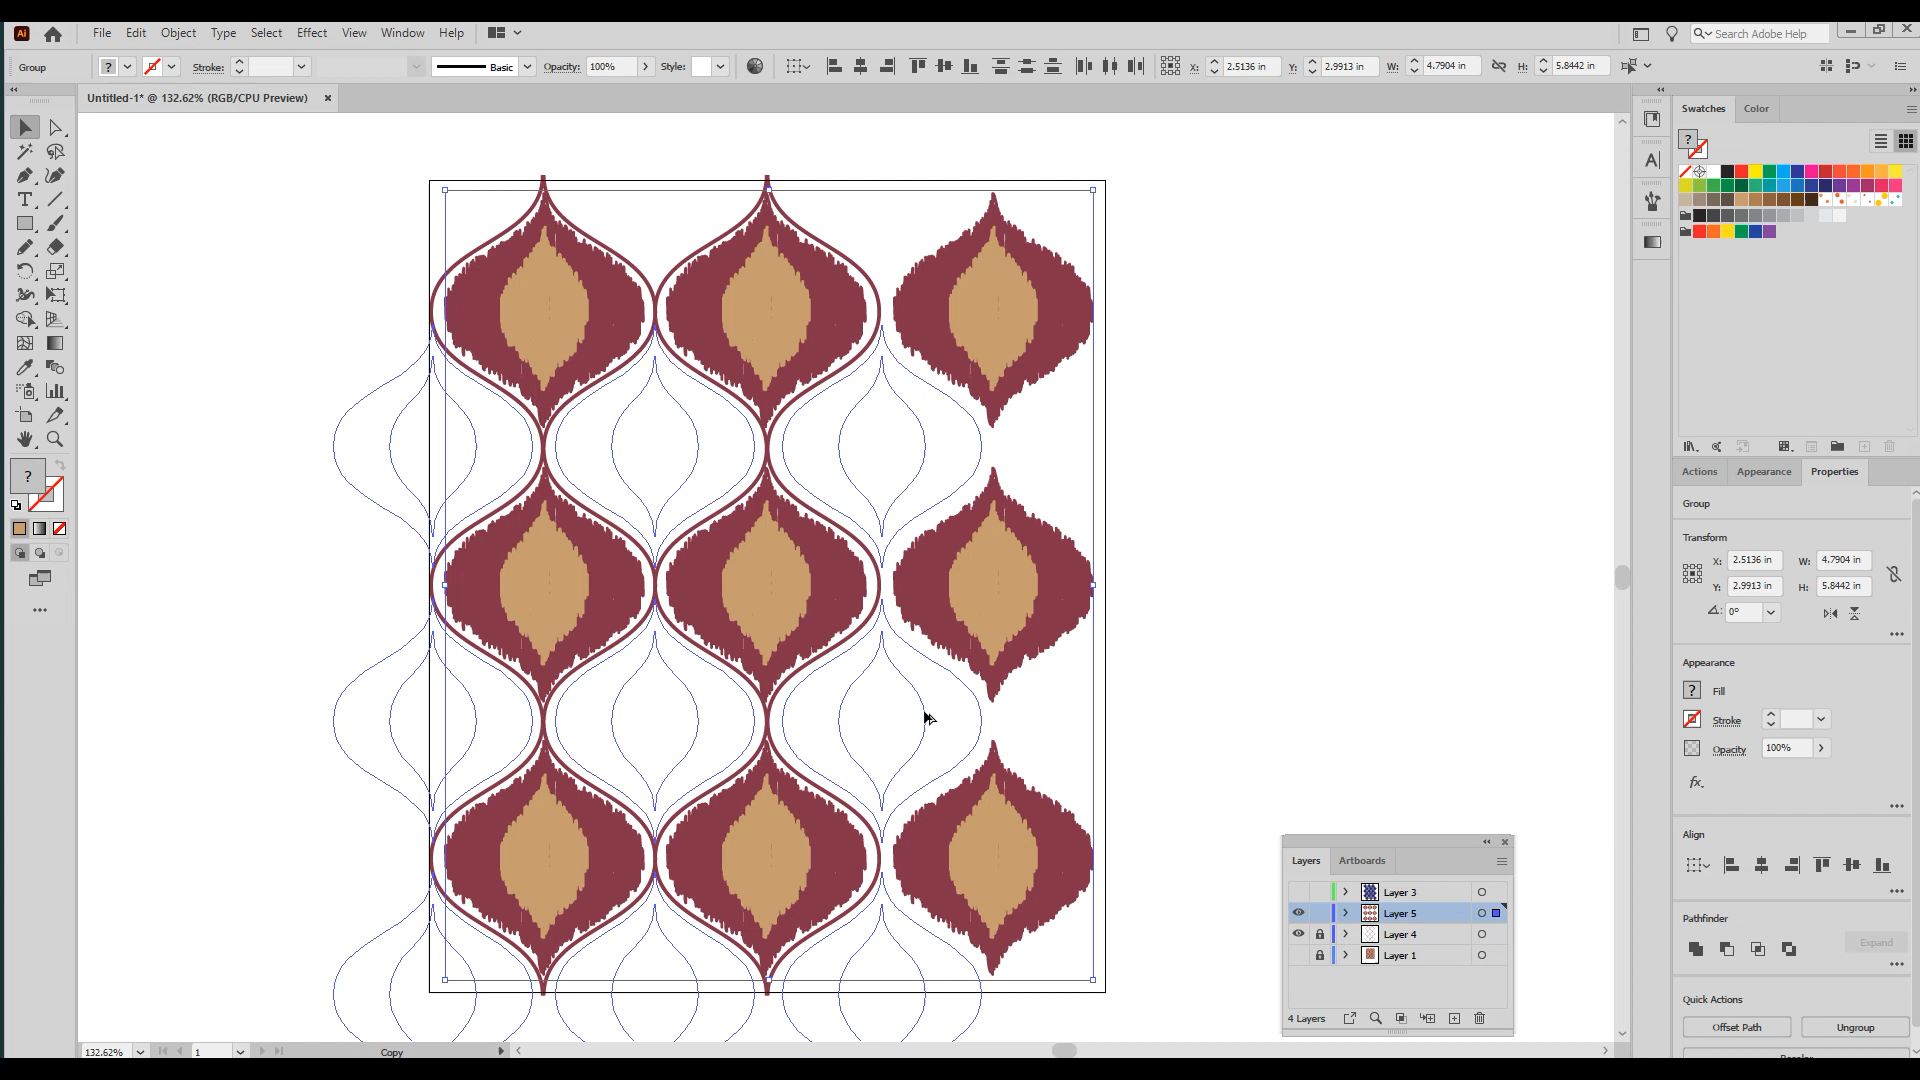 Ai File Edit Object Type Select Effect View Window Help Search Adobe Help
Group ? Stroke: Basic Opacity: 100% Style: X: 2.5136 in Y: 2.9913 in W: 4.7904 in H: 5.8442 in
Untitled-1* @ 132.62% (RGB/CPU Preview)
Swatches Color
?
Actions Appearance Properties
Group
Transform
X: 2.5136 in W: 4.7904 in
Y: 2.9913 in H: 5.8442 in
0°
Appearance
? Fill
Stroke
Opacity 100%
fx.
Align
Pathfinder
Expand
Quick Actions
Offset Path Ungroup
Layers Artboards
Layer 3
Layer 5
Layer 4
Layer 1
4 Layers
132.62% 1 Copy